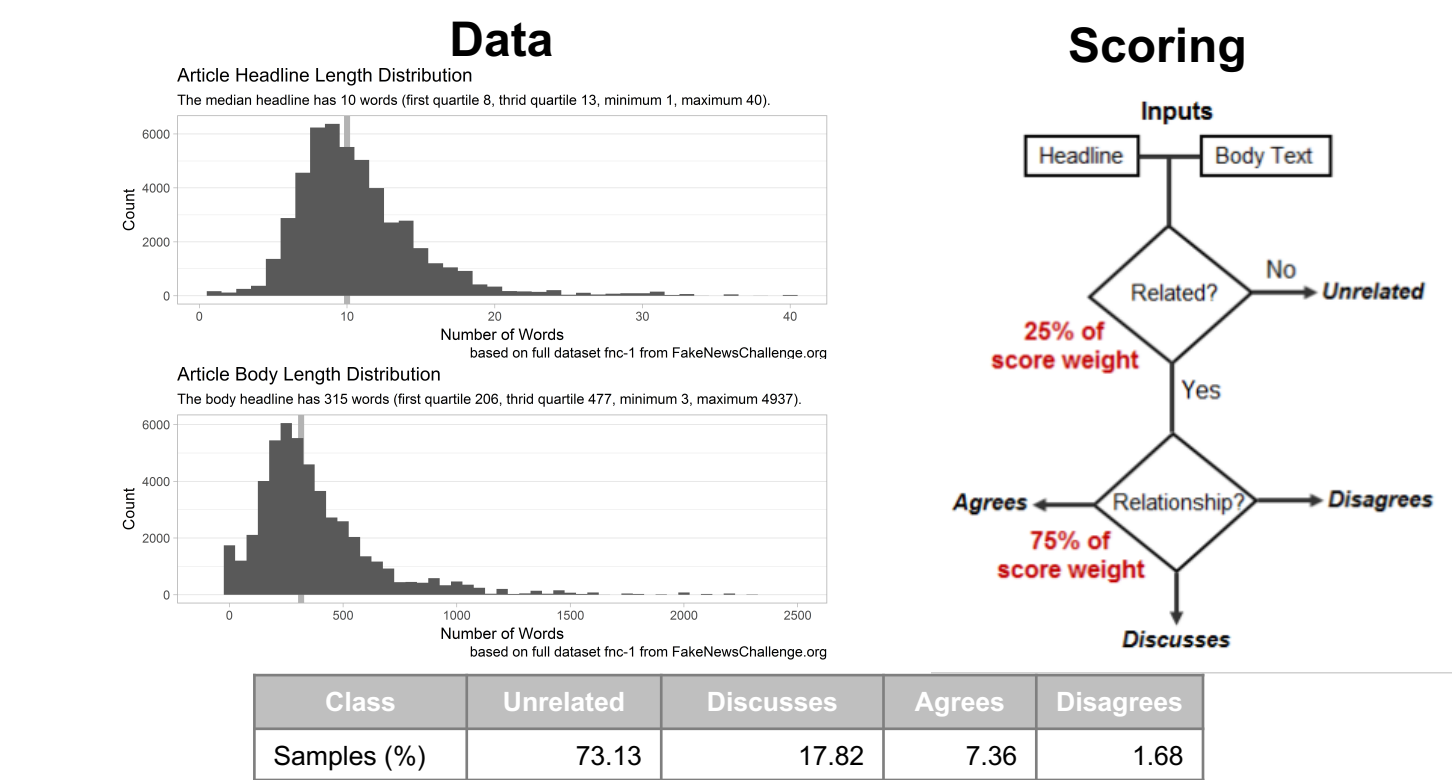 Data
Article Headline Length Distribution
The median headline has 10 words (first quartile 8, thrid quartile 13, minimum 1, maximum 40).
6000
4000
2000
0
Count
0 10 20 30 40
Number of Words
based on full dataset fnc-1 from FakeNewsChallenge.org
Article Body Length Distribution
The body headline has 315 words (first quartile 206, thrid quartile 477, minimum 3, maximum 4937).
6000
4000
2000
0
Count
0 500 1000 1500 2000 2500
Number of Words
based on full dataset fnc-1 from FakeNewsChallenge.org
Scoring
Inputs
Headline Body Text
Related?
No
Unrelated
25% of
score weight
Yes
Agrees
Relationship?
Disagrees
75% of
score weight
Discusses
Class Unrelated Discusses Agrees Disagrees
Samples (%) 73.13 17.82 7.36 1.68